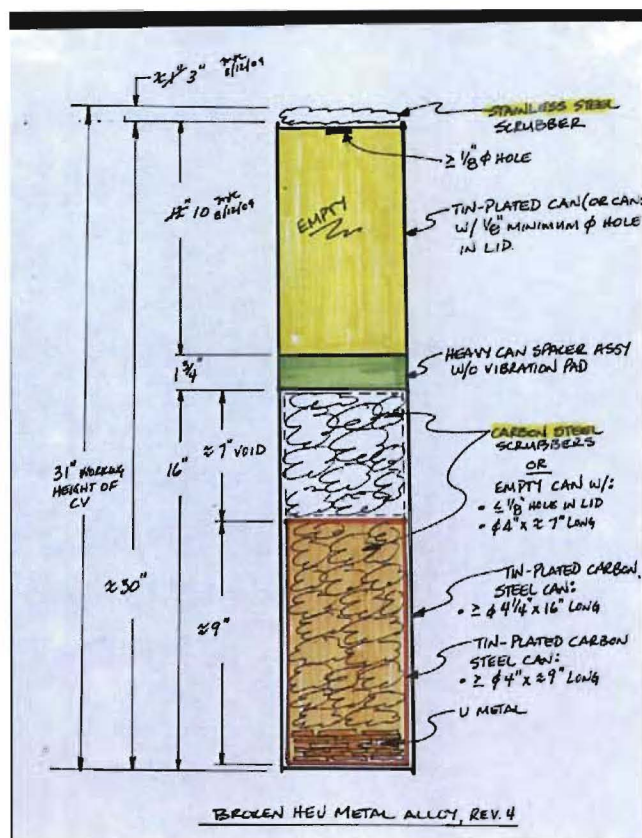 ≈ 1" 3" 8/12/09
STAINLESS STEEL
SCRUBBER
≥ 1/8 ϕ HOLE
12" 10 8/12/09
EMPTY
TIN-PLATED CAN (OR CAN:
W/ 1/8" MINIMUM ϕ HOLE
IN LID.
1 3/4"
HEAVY CAN SPACER ASSY
W/O VIBRATION PAD
31" WORKING
HEIGHT OF
CV
≈30"
16"
≈7" VOID
CARBON STEEL
SCRUBBERS
OR
EMPTY CAN W/:
• ≤ 1/8" HOLE IN LID
• ϕ4" x ≈ 7" LONG
≈9"
TIN-PLATED CARBON
STEEL CAN:
• ≥ ϕ 4 1/4" x 16" LONG
TIN-PLATED CARBON
STEEL CAN:
• ≥ ϕ 4" x ≈ 9" LONG
U METAL
BROKEN HEU METAL ALLOY, REV. 4